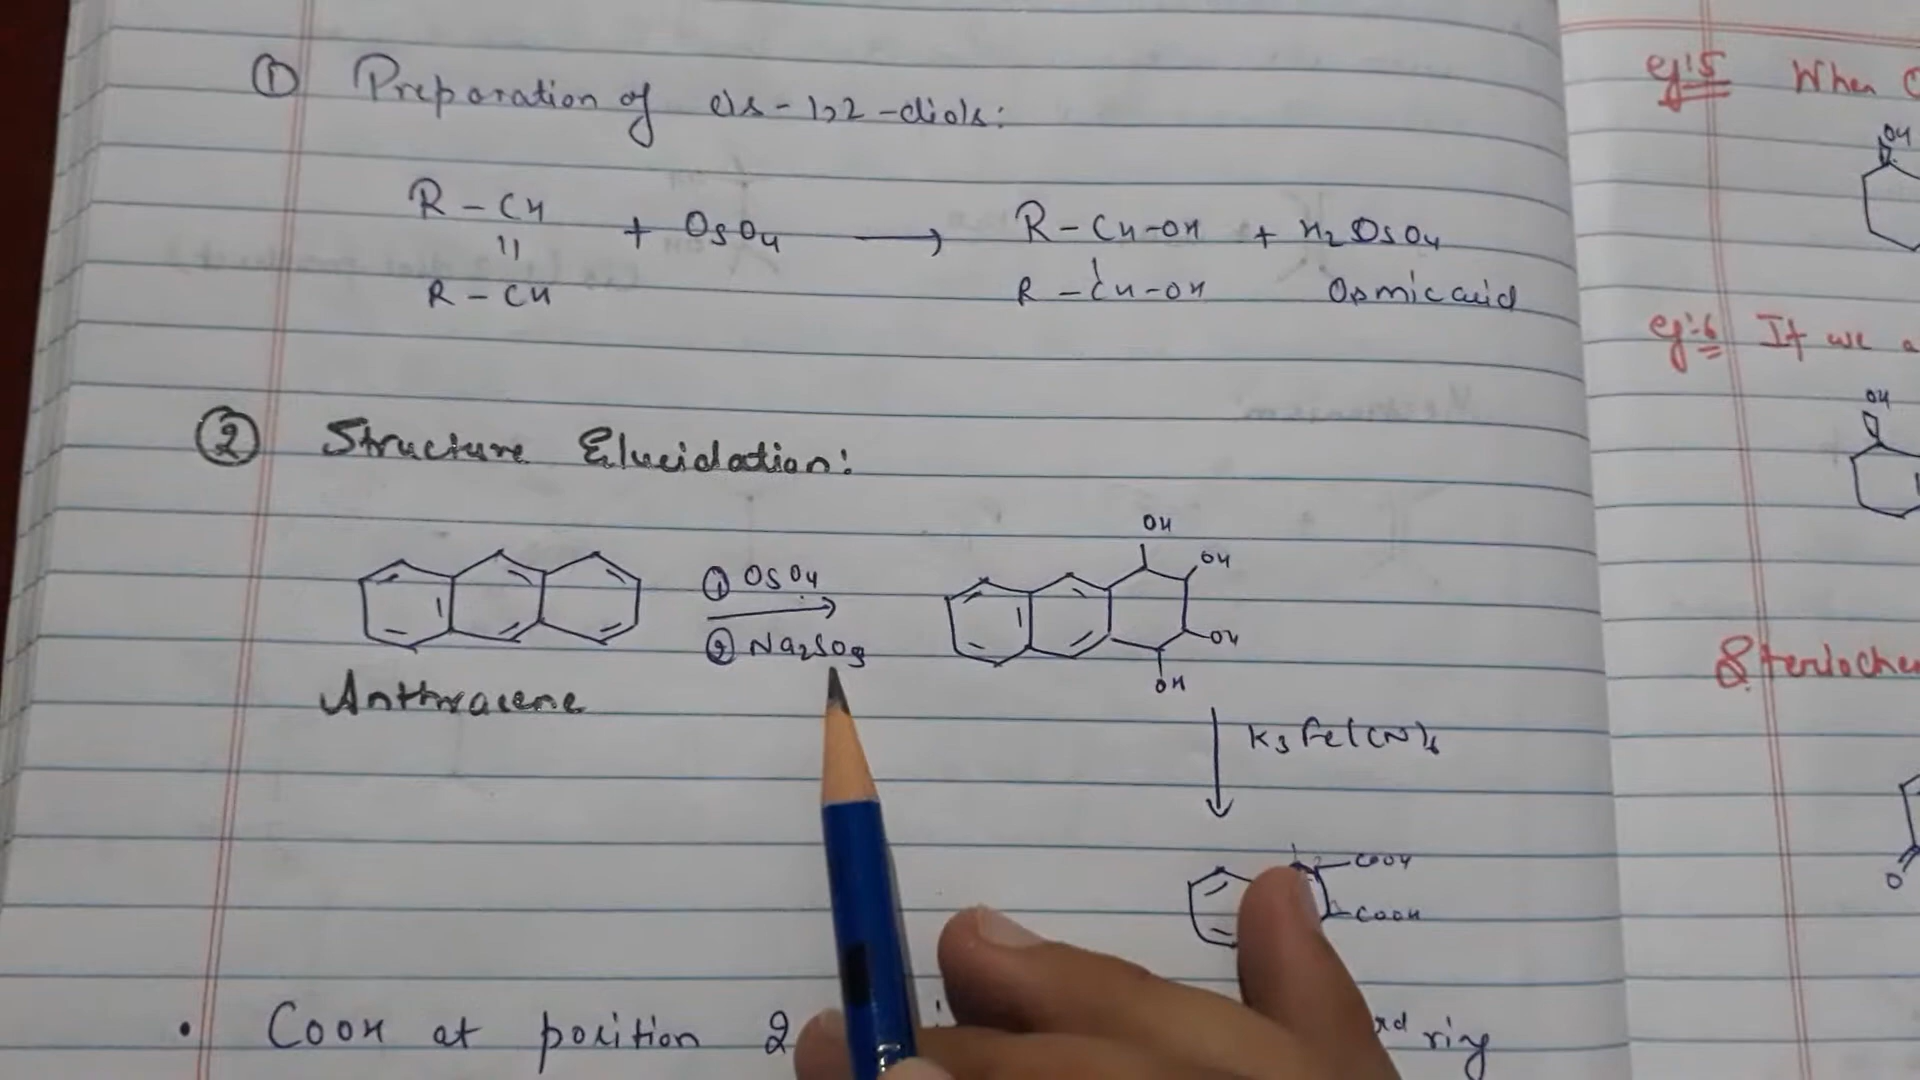 ① Preparation of cis-1,2-diols:
R-CH
||
R-CH
+ OsO4
R-CH-OH
R-CH-OH
+ H2OsO4
Osmic acid
② Structure Elucidation:
Anthracene
① OsO4
② Na2SO3
OH
OH
OH
OH
K3Fe(CN)6
COOH
COOH
• COOH at position 2
rd ring
eg:5 When
OH
eg:6 If we a
OH
O